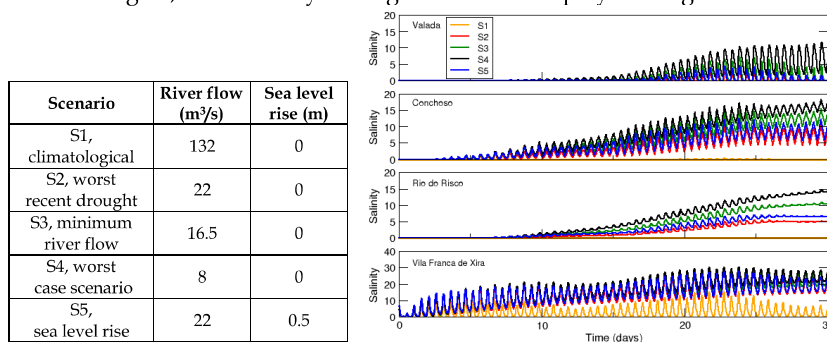 Scenario
River flow
(m³/s)
Sea level
rise (m)
S1,
climatological
132
0
S2, worst
recent drought
22
0
S3, minimum
river flow
16.5
0
S4, worst
case scenario
8
0
S5,
sea level rise
22
0.5
Valada
S1
S2
S3
S4
S5
Salinity
20
15
10
5
0
Conchoso
Salinity
20
15
10
5
0
Rio do Risco
Salinity
20
15
10
5
0
Vila Franca de Xira
Salinity
40
30
20
10
0
0
10
20
Time (days)